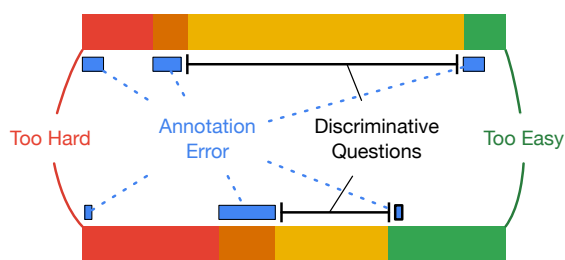 Too Hard
Annotation
Error
Discriminative
Questions
Too Easy